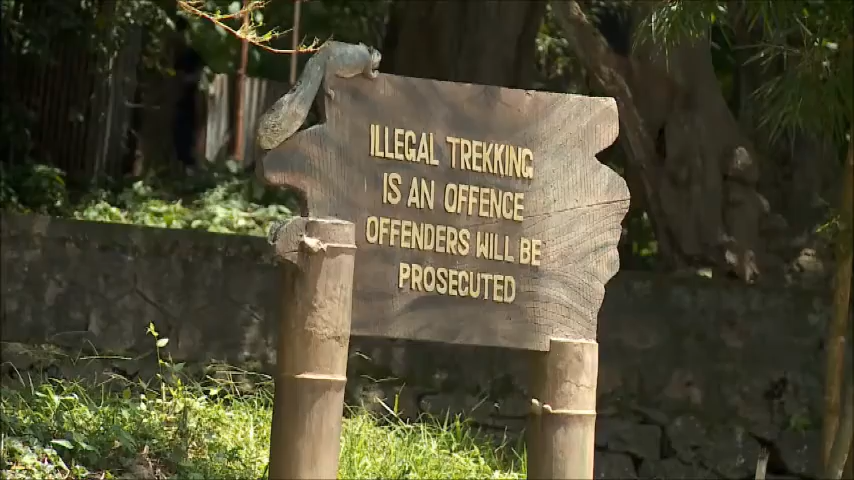 ILLEGAL TREKKING
IS AN OFFENCE
OFFENDERS WILL BE
PROSECUTED